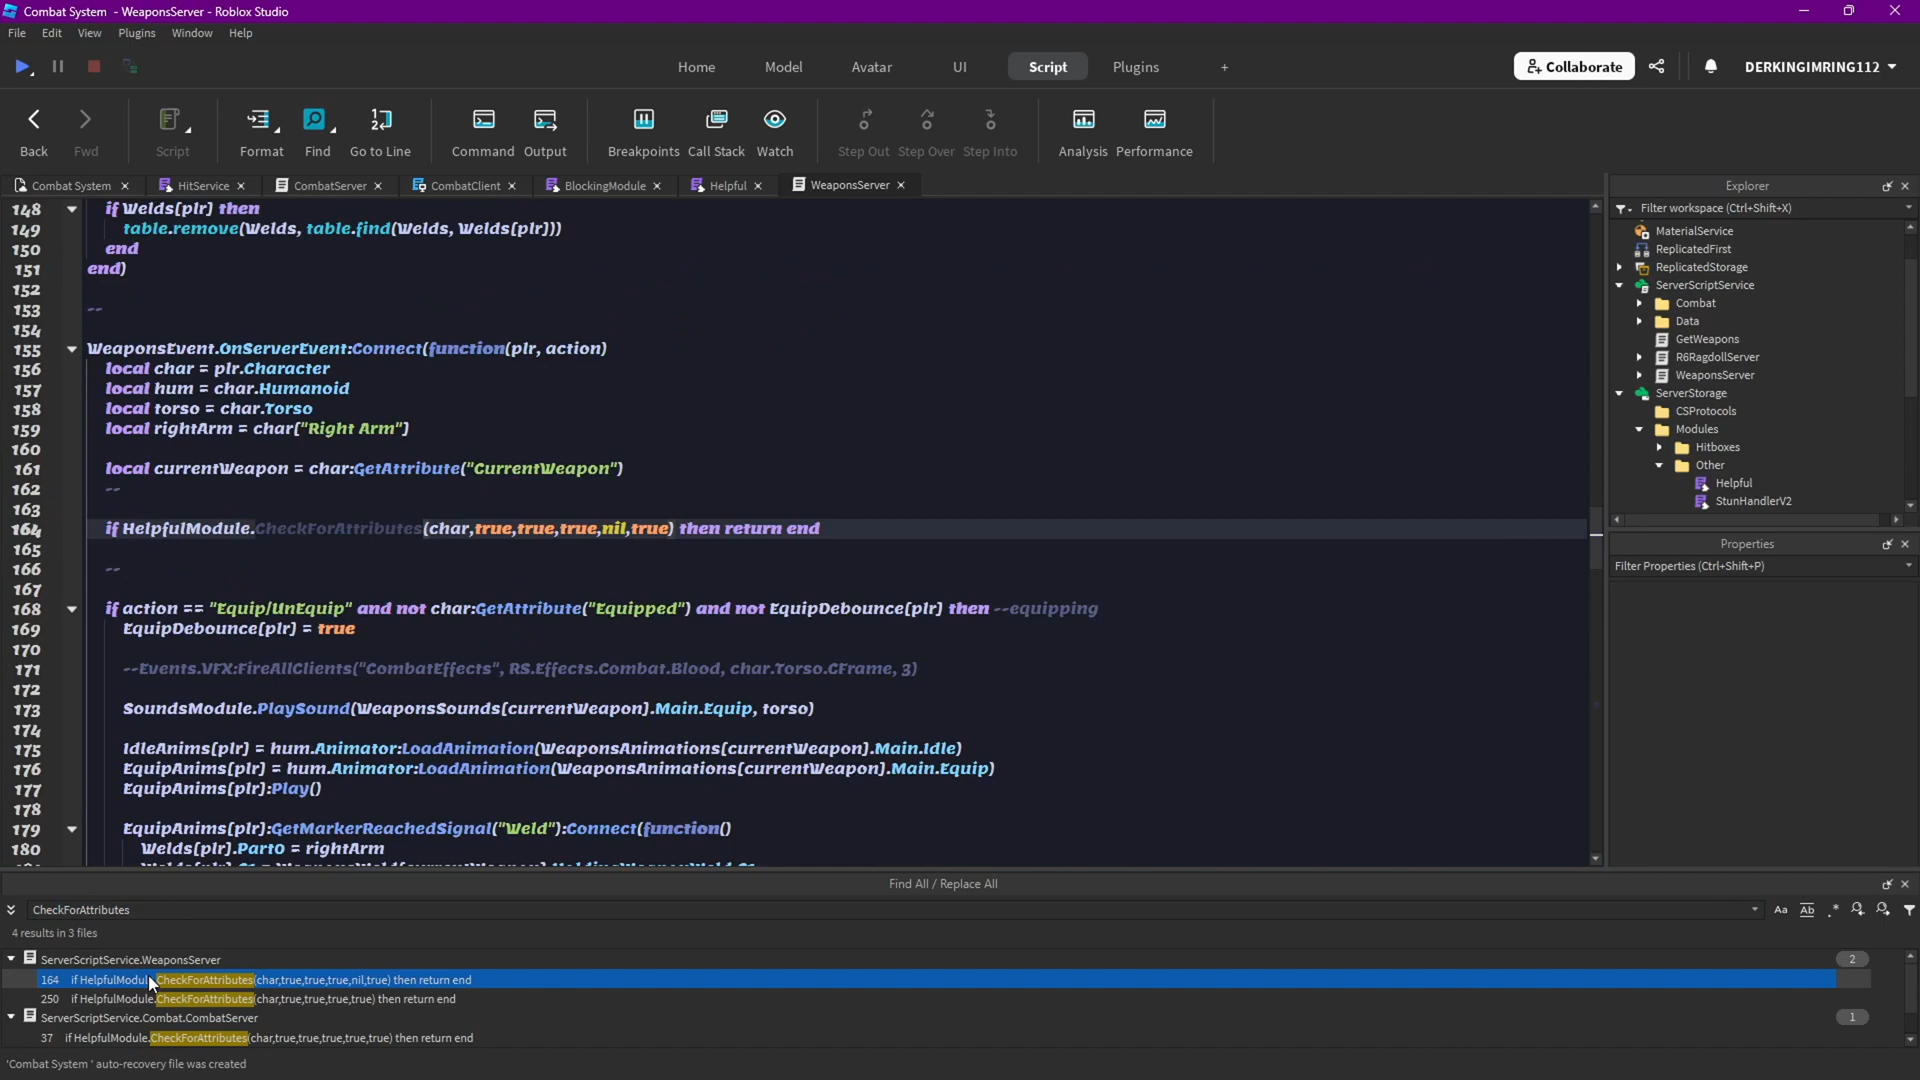 Combat System - WeaponsServer - Roblox Studio
File Edit View Plugins Window Help
Home Model Avatar UI Script Plugins +
Collaborate
DERKINGIMRING112
Back Fwd Script Format Find Go to Line Command Output Breakpoints Call Stack Watch Step Out Step Over Step Into Analysis Performance
Combat System HitService CombatServer CombatClient BlockingModule Helpful WeaponsServer
148 if Welds[plr] then
149 table.remove(Welds, table.find(Welds, Welds[plr]))
150 end
151 end)
152
153 --
154
155 WeaponsEvent.OnServerEvent:Connect(function(plr, action)
156 local char = plr.Character
157 local hum = char.Humanoid
158 local torso = char.Torso
159 local rightArm = char["Right Arm"]
160
161 local currentWeapon = char:GetAttribute("CurrentWeapon")
162 --
163
164 if HelpfulModule.CheckForAttributes(char,true,true,true,nil,true) then return end
165
166 --
167
168 if action == "Equip/UnEquip" and not char:GetAttribute("Equipped") and not EquipDebounce[plr] then --equipping
169 EquipDebounce[plr] = true
170
171 --Events.VFX:FireAllClients("CombatEffects", RS.Effects.Combat.Blood, char.Torso.CFrame, 3)
172
173 SoundsModule.PlaySound(WeaponsSounds[currentWeapon].Main.Equip, torso)
174
175 IdleAnims[plr] = hum.Animator:LoadAnimation(WeaponsAnimations[currentWeapon].Main.Idle)
176 EquipAnims[plr] = hum.Animator:LoadAnimation(WeaponsAnimations[currentWeapon].Main.Equip)
177 EquipAnims[plr]:Play()
178
179 EquipAnims[plr]:GetMarkerReachedSignal("Weld"):Connect(function()
180 Welds[plr].Part0 = rightArm
Explorer
Filter workspace (Ctrl+Shift+X)
MaterialService
ReplicatedFirst
ReplicatedStorage
ServerScriptService
Combat
Data
GetWeapons
R6RagdollServer
WeaponsServer
ServerStorage
CSProtocols
Modules
Hitboxes
Other
Helpful
StunHandlerV2
Properties
Filter Properties (Ctrl+Shift+P)
Find All / Replace All
CheckForAttributes
Aa Ab .*
4 results in 3 files
ServerScriptService.WeaponsServer 2
164 if HelpfulModul CheckForAttributes(char,true,true,true,nil,true) then return end
250 if HelpfulModule.CheckForAttributes(char,true,true,true,true) then return end
ServerScriptService.Combat.CombatServer 1
37 if HelpfulModule.CheckForAttributes(char,true,true,true,true,true) then return end
'Combat System ' auto-recovery file was created